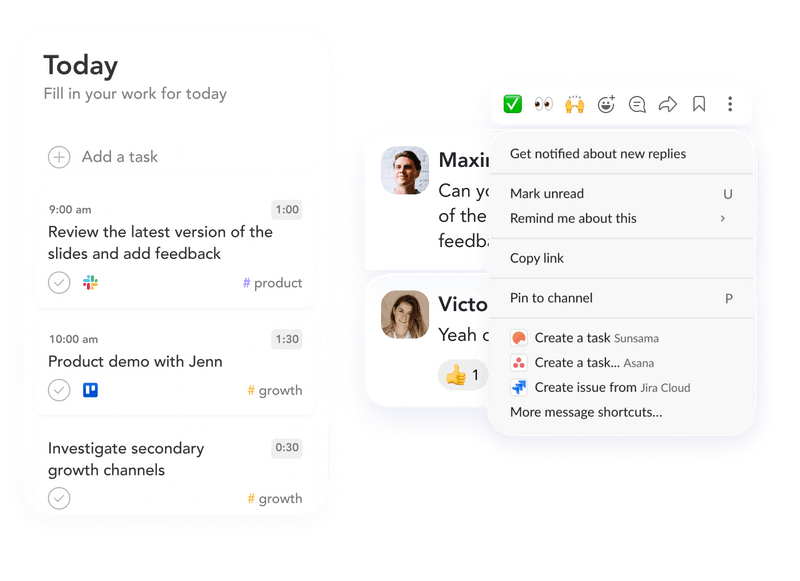 Today
Fill in your work for today
Add a task
9:00 am 1:00
Review the latest version of the
slides and add feedback
# product
10:00 am 1:30
Product demo with Jenn
# growth
Investigate secondary 0:30
growth channels
# growth
Can
of the
Yeah
1
Get notified about new replies
Mark unread U
Remind me about this
Copy link
Pin to channel P
Create a task Sunsama
Create a task... Asana
Create issue from Jira Cloud
More message shortcuts...